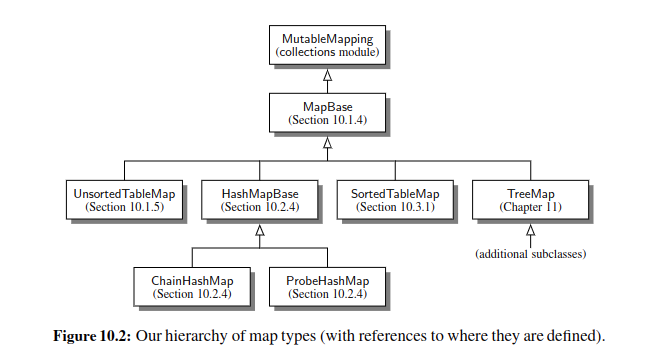 MutableMapping
(collections module)
MapBase
(Section 10.1.4)
UnsortedTableMap
(Section 10.1.5)
HashMapBase
(Section 10.2.4)
SortedTableMap
(Section 10.3.1)
TreeMap
(Chapter 11)
(additional subclasses)
ChainHashMap
(Section 10.2.4)
ProbeHashMap
(Section 10.2.4)
Figure 10.2: Our hierarchy of map types (with references to where they are defined).